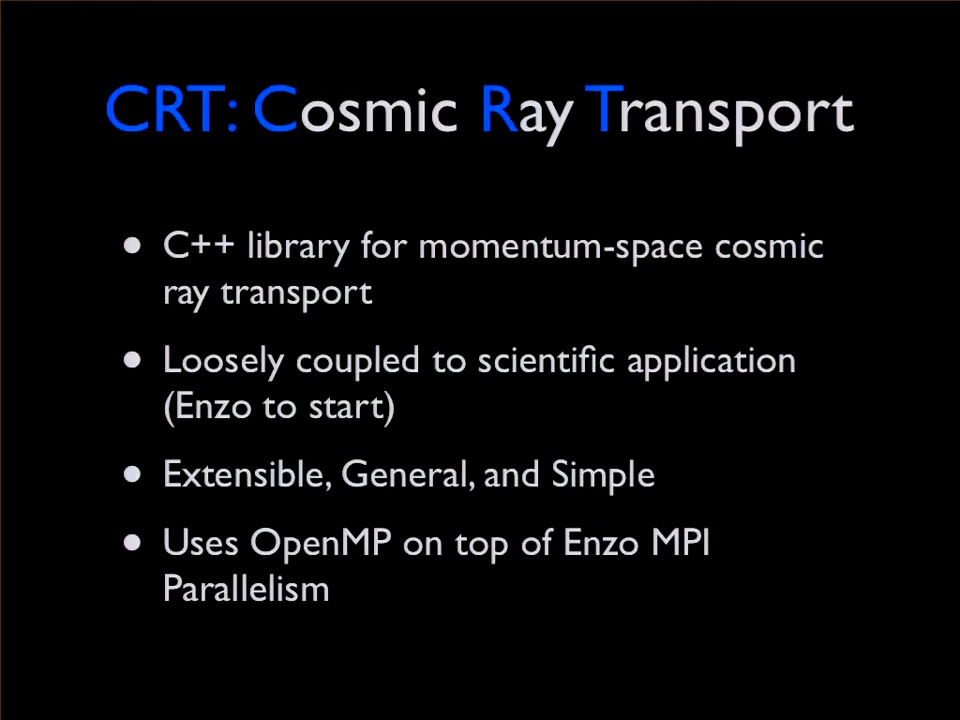 CRT: Cosmic Ray Transport
• C++ library for momentum-space cosmic
ray transport
• Loosely coupled to scientific application
(Enzo to start)
• Extensible, General, and Simple
• Uses OpenMP on top of Enzo MPI
Parallelism